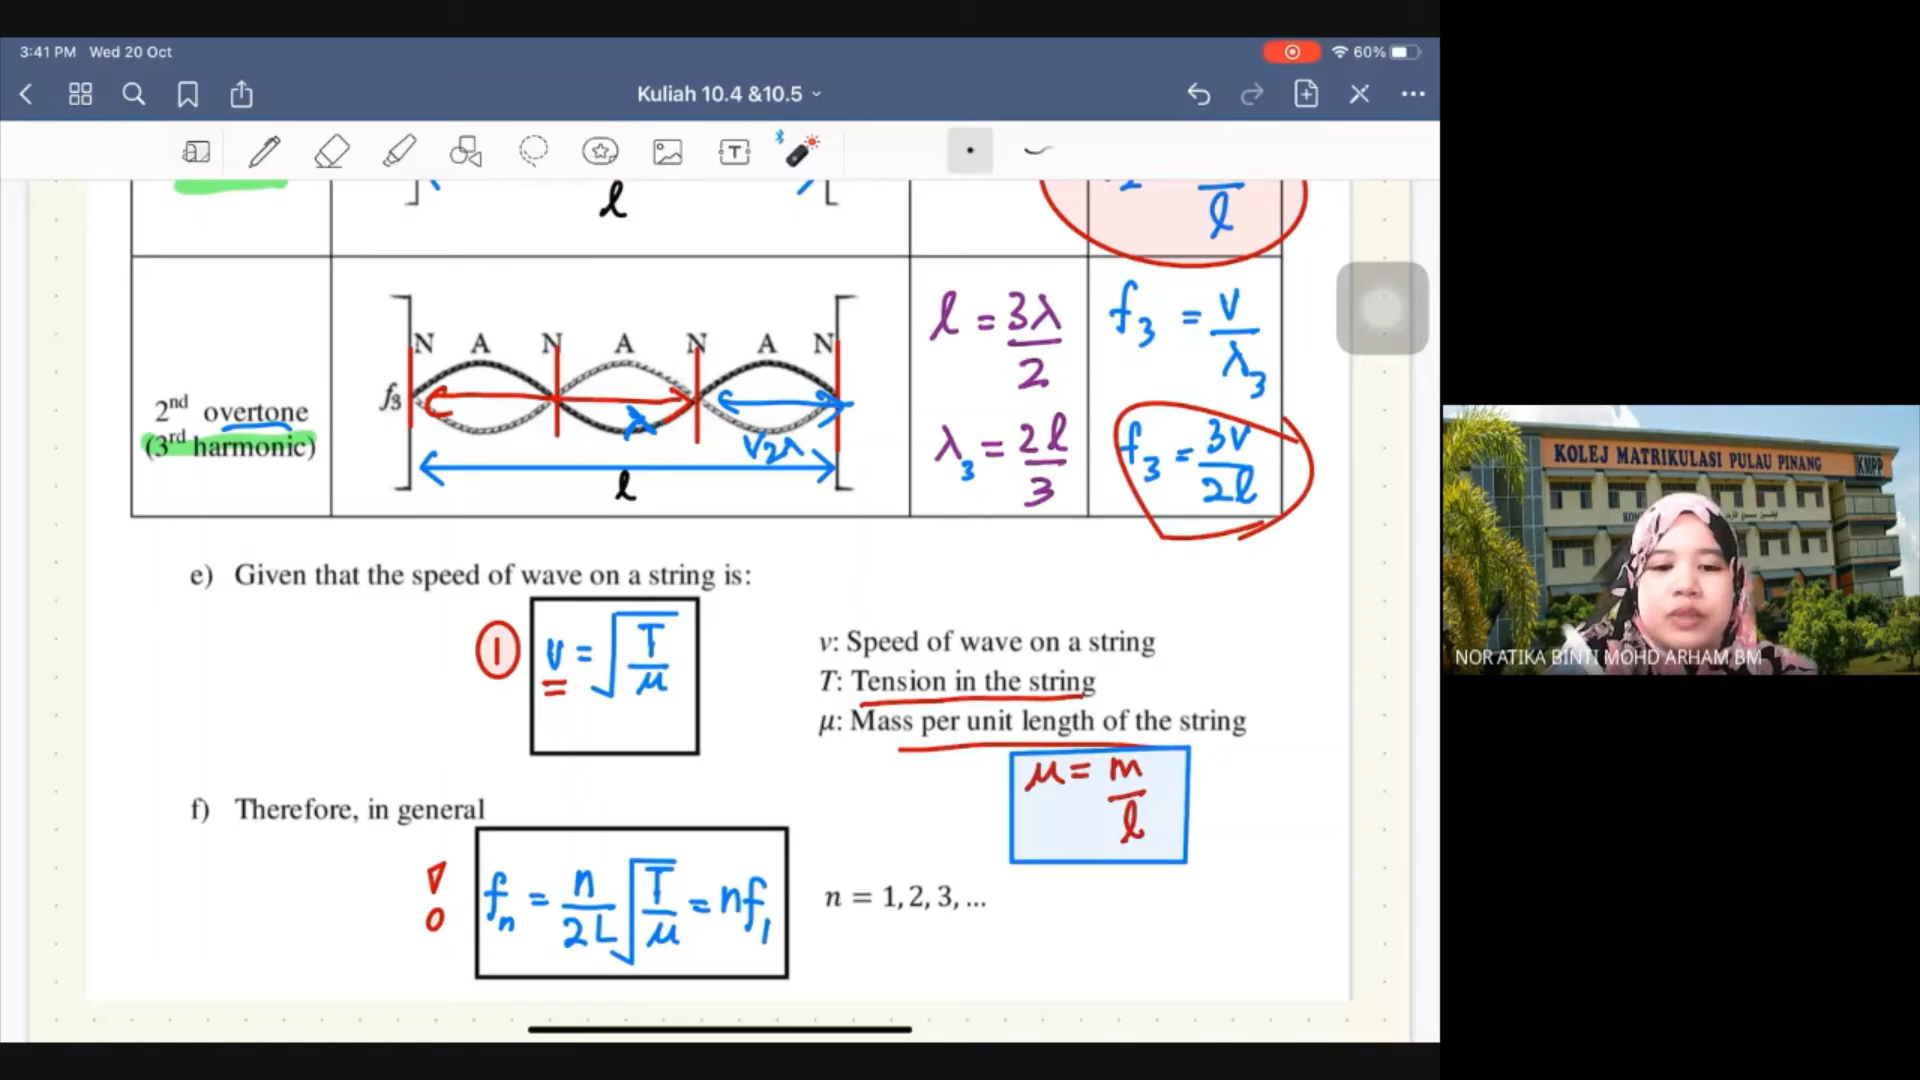 3:41 PM Wed 20 Oct
60%
Kuliah 10.4 &10.5
l
l
N A N A N A N
f3
λ
1/2λ
l
2nd overtone
(3rd harmonic)
l = 3λ/2
λ3 = 2l/3
f3 = v/λ3
f3 = 3v/2l
e) Given that the speed of wave on a string is:
1
v = √T/μ
v: Speed of wave on a string
T: Tension in the string
μ: Mass per unit length of the string
μ = m/l
f) Therefore, in general
fn = n/2L √T/μ = nf1
n = 1, 2, 3, ...
KOLEJ MATRIKULASI PULAU PINANG
KMPP
NOR ATIKA BINTI MOHD ARHAM BM